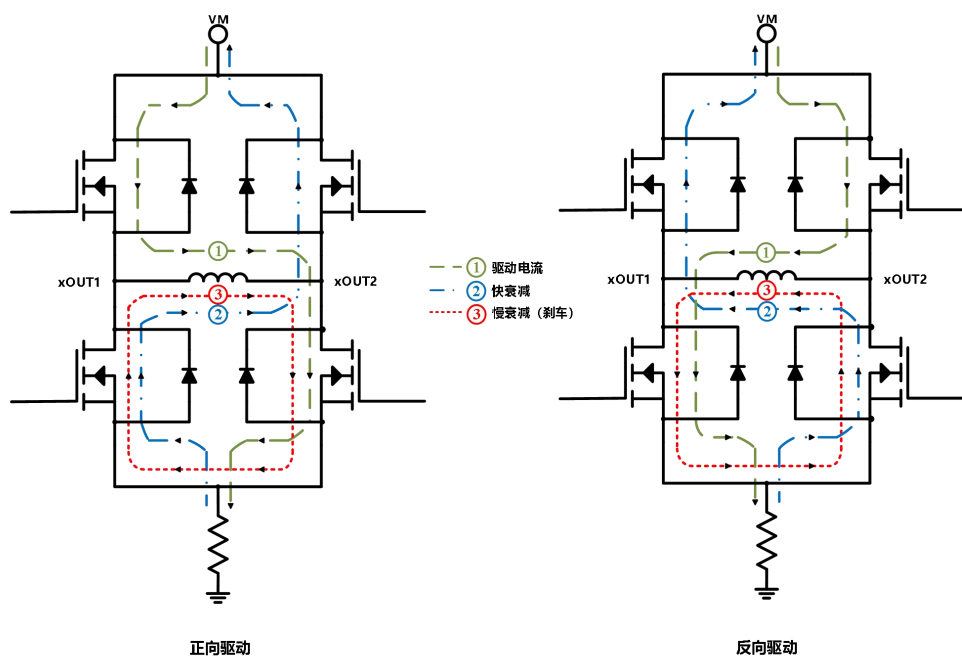 VM
VM
1
1
xOUT1
xOUT2
1 驱动电流
2 快衰减
3 慢衰减（刹车）
xOUT1
xOUT2
3
2
3
2
正向驱动
反向驱动